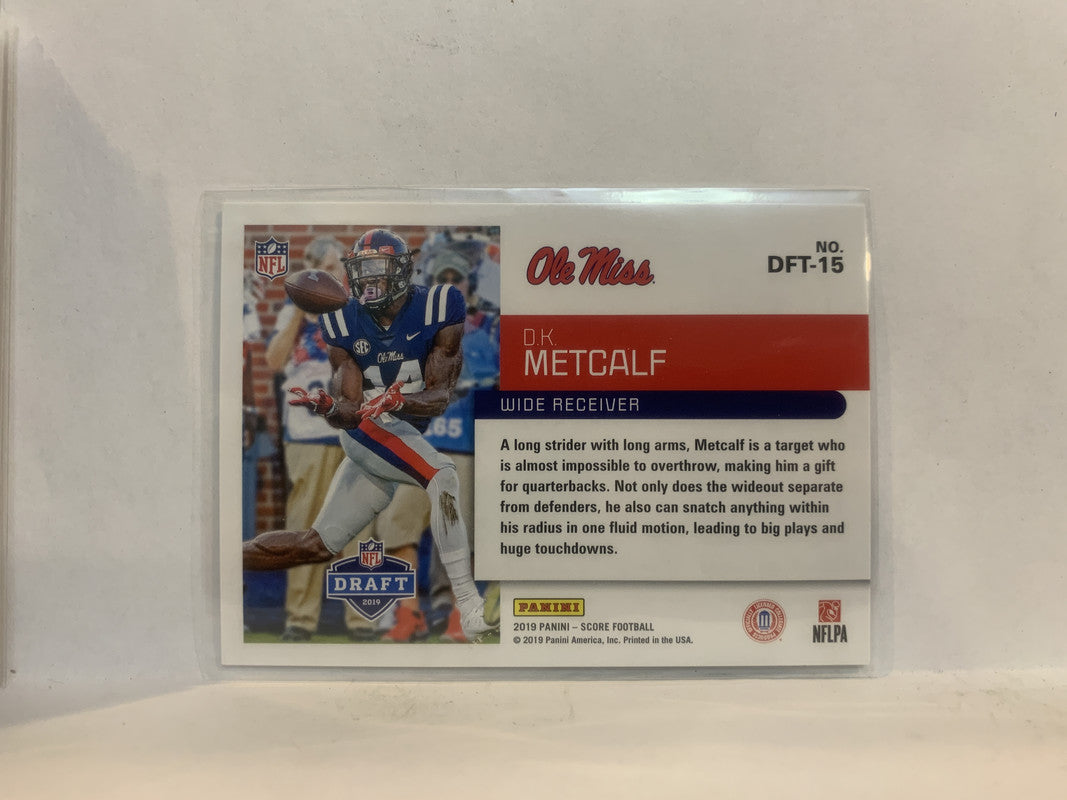 NFL
SEC
Ole Miss
14
65
NFL
DRAFT
2019
Ole Miss.
NO.
DFT-15
D.K.
METCALF
WIDE RECEIVER
A long strider with long arms, Metcalf is a target who
is almost impossible to overthrow, making him a gift
for quarterbacks. Not only does the wideout separate
from defenders, he also can snatch anything within
his radius in one fluid motion, leading to big plays and
huge touchdowns.
PANINI
2019 PANINI – SCORE FOOTBALL
© 2019 Panini America, Inc. Printed in the USA.
NFLPA